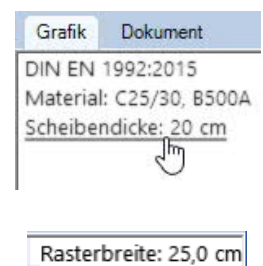 Grafik Dokument
DIN EN 1992:2015
Material: C25/30, B500A
Scheibendicke: 20 cm
Rasterbreite: 25,0 cm